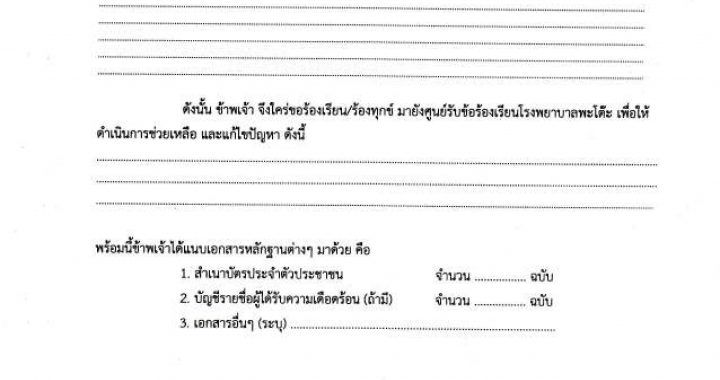 ................................................................................
................................................................................
................................................................................
................................................................................
ดังนั้น ข้าพเจ้า จึงใคร่ขอร้องเรียน/ร้องทุกข์ มายังศูนย์รับข้อร้องเรียนโรงพยาบาลพะโต๊ะ เพื่อให้
ดำเนินการช่วยเหลือ และแก้ไขปัญหา ดังนี้
................................................................................
................................................................................
................................................................................
พร้อมนี้ข้าพเจ้าได้แนบเอกสารหลักฐานต่างๆ มาด้วย คือ
1. สำเนาบัตรประจำตัวประชาชน จำนวน ................ ฉบับ
2. บัญชีรายชื่อผู้ได้รับความเดือดร้อน (ถ้ามี) จำนวน ................ ฉบับ
3. เอกสารอื่นๆ (ระบุ) ................................................................................